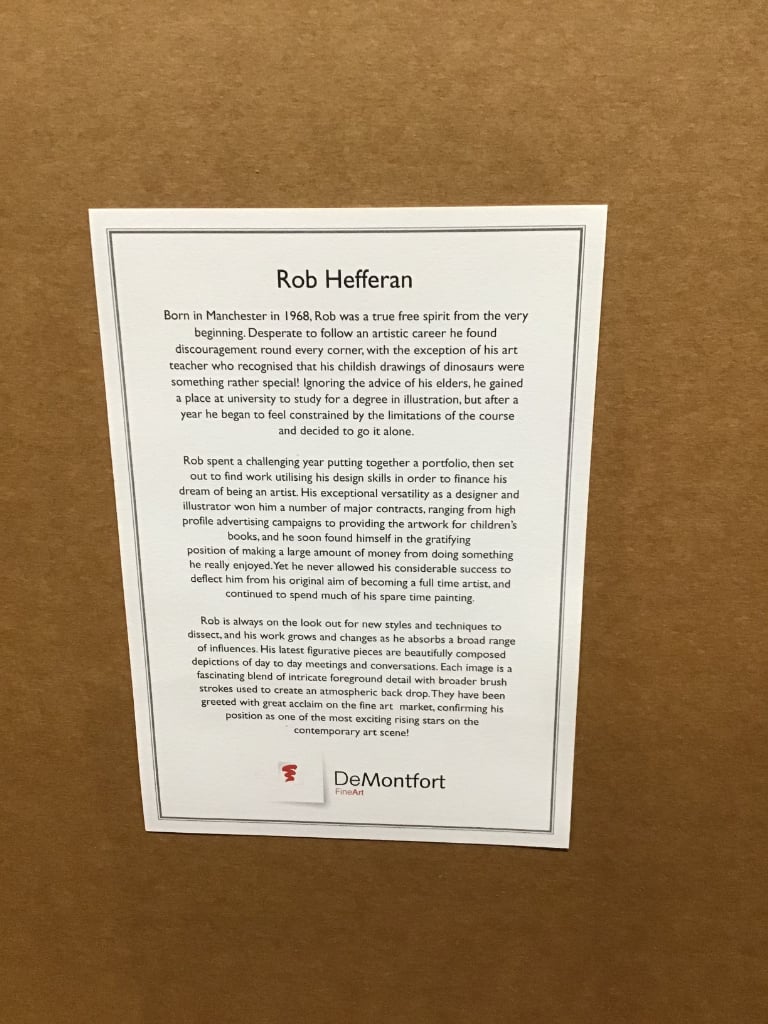 Rob Hefferan
Born in Manchester in 1968, Rob was a true free spirit from the very
beginning. Desperate to follow an artistic career he found
discouragement round every corner, with the exception of his art
teacher who recognised that his childish drawings of dinosaurs were
something rather special! Ignoring the advice of his elders, he gained
a place at university to study for a degree in illustration, but after a
year he began to feel constrained by the limitations of the course
and decided to go it alone.
Rob spent a challenging year putting together a portfolio, then set
out to find work utilising his design skills in order to finance his
dream of being an artist. His exceptional versatility as a designer and
illustrator won him a number of major contracts, ranging from high
profile advertising campaigns to providing the artwork for children's
books, and he soon found himself in the gratifying
position of making a large amount of money from doing something
he really enjoyed. Yet he never allowed his considerable success to
deflect him from his original aim of becoming a full time artist, and
continued to spend much of his spare time painting.
Rob is always on the look out for new styles and techniques to
dissect, and his work grows and changes as he absorbs a broad range
of influences. His latest figurative pieces are beautifully composed
depictions of day to day meetings and conversations. Each image is a
fascinating blend of intricate foreground detail with broader brush
strokes used to create an atmospheric back drop. They have been
greeted with great acclaim on the fine art market, confirming his
position as one of the most exciting rising stars on the
contemporary art scene!
DeMontfort
FineArt